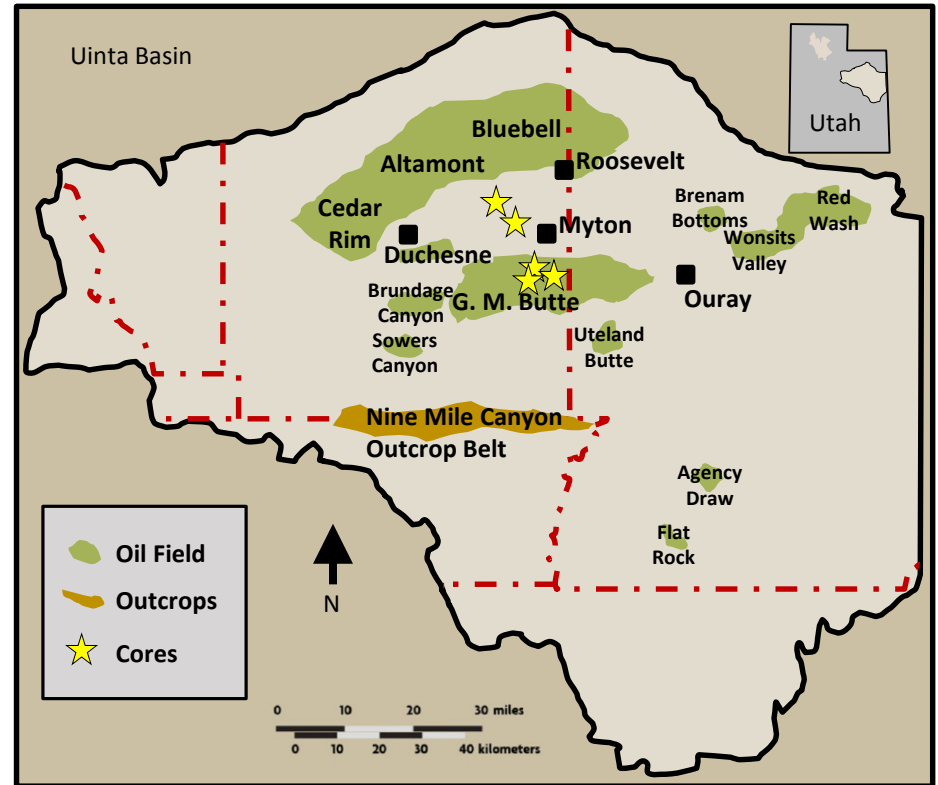 Uinta Basin
Utah
Bluebell
Altamont
Roosevelt
Cedar
Rim
Brenam
Bottoms
Red
Wash
Myton
Wonsits
Valley
Duchesne
Brundage
Canyon
G. M. Butte
Ouray
Sowers
Canyon
Uteland
Butte
Nine Mile Canyon
Outcrop Belt
Agency
Draw
Flat
Rock
Oil Field
Outcrops
Cores
N
0 10 20 30 miles
0 10 20 30 40 kilometers